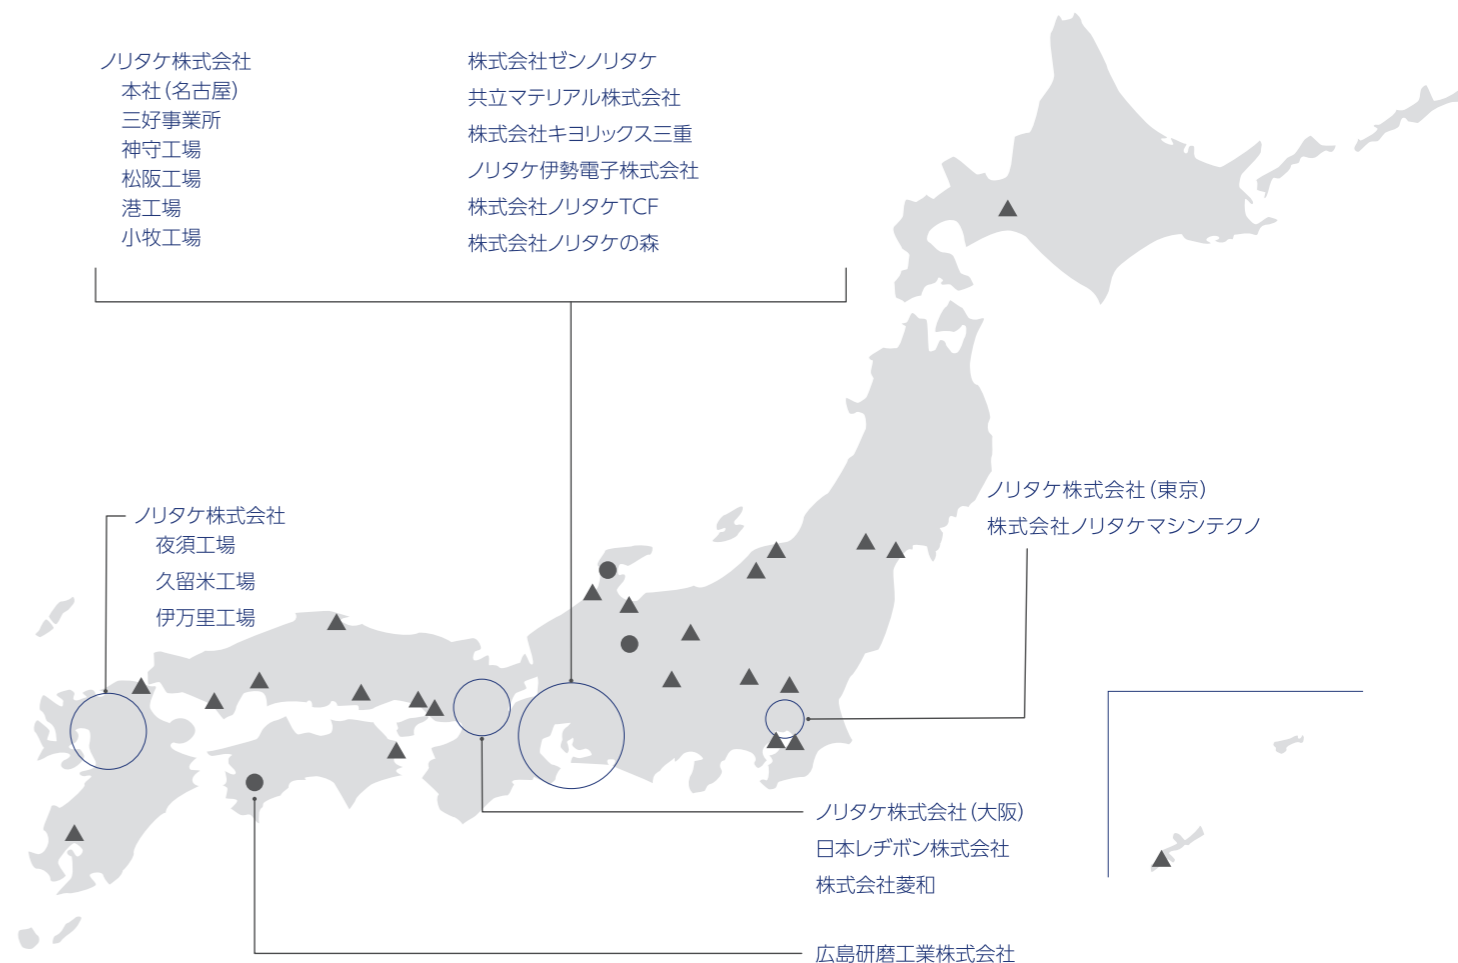 ノリタケ株式会社
本社(名古屋)
三好事業所
神守工場
松阪工場
港工場
小牧工場
株式会社ゼンノリタケ
共立マテリアル株式会社
株式会社キヨリックス三重
ノリタケ伊勢電子株式会社
株式会社ノリタケTCF
株式会社ノリタケの森
ノリタケ株式会社(東京)
株式会社ノリタケマシンテクノ
ノリタケ株式会社
夜須工場
久留米工場
伊万里工場
ノリタケ株式会社(大阪)
日本レヂボン株式会社
株式会社菱和
広島研磨工業株式会社